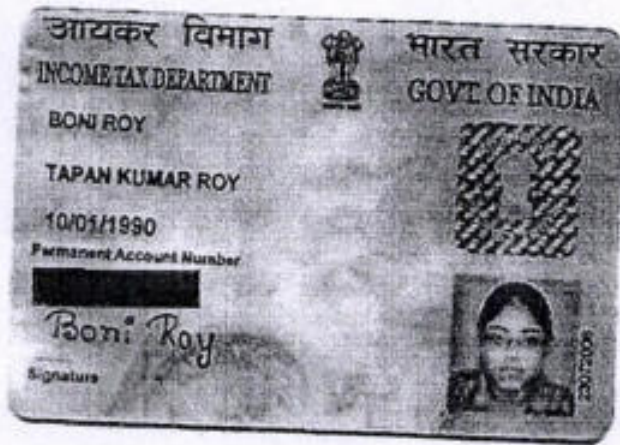 आयकर विभाग
INCOME TAX DEPARTMENT
भारत सरकार
GOVT. OF INDIA
BONI ROY
TAPAN KUMAR ROY
10/01/1990
Permanent Account Number
Boni Roy
Signature
23072006